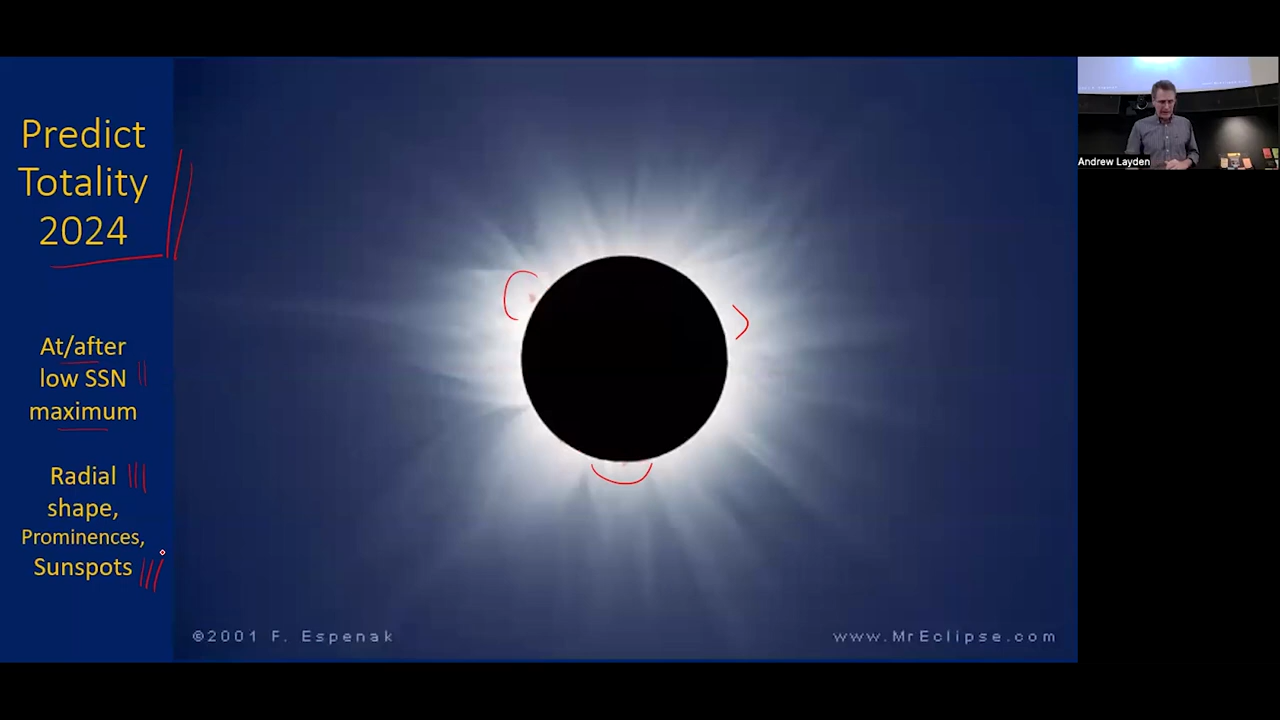 Predict
Totality
2024
At/after
low SSN
maximum
Radial
shape,
Prominences,
Sunspots
©2001 F. Espenak
www.MrEclipse.com
Andrew Layden